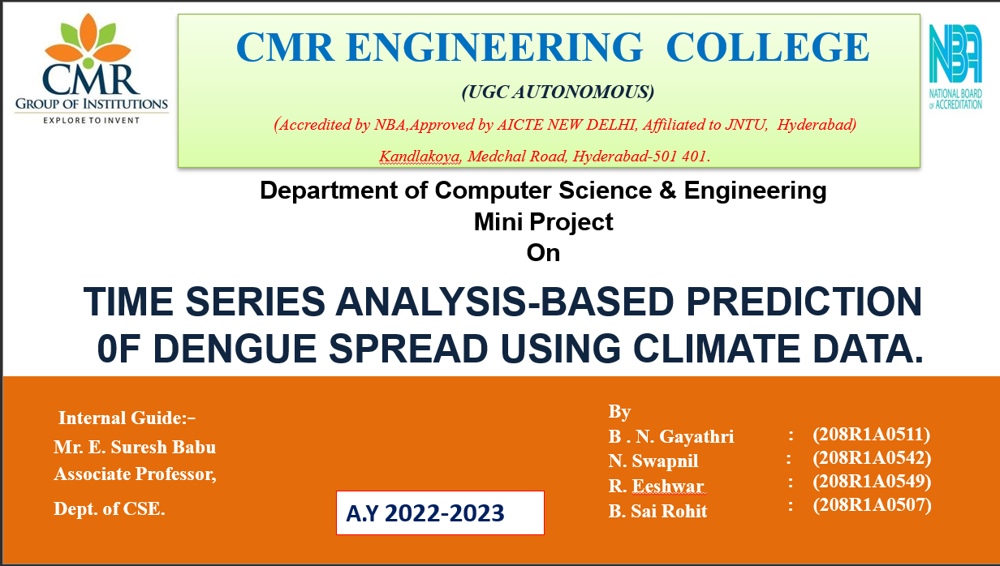 CMR
GROUP OF INSTITUTIONS
EXPLORE TO INVENT
CMR ENGINEERING COLLEGE
(UGC AUTONOMOUS)
(Accredited by NBA,Approved by AICTE NEW DELHI, Affiliated to JNTU, Hyderabad)
Kandlakoya, Medchal Road, Hyderabad-501 401.
NBA
NATIONAL BOARD
of ACCREDITATION
Department of Computer Science & Engineering
Mini Project
On
TIME SERIES ANALYSIS-BASED PREDICTION
0F DENGUE SPREAD USING CLIMATE DATA.
Internal Guide:-
Mr. E. Suresh Babu
Associate Professor,
Dept. of CSE.
A.Y 2022-2023
By
B . N. Gayathri : (208R1A0511)
N. Swapnil : (208R1A0542)
R. Eeshwar : (208R1A0549)
B. Sai Rohit : (208R1A0507)